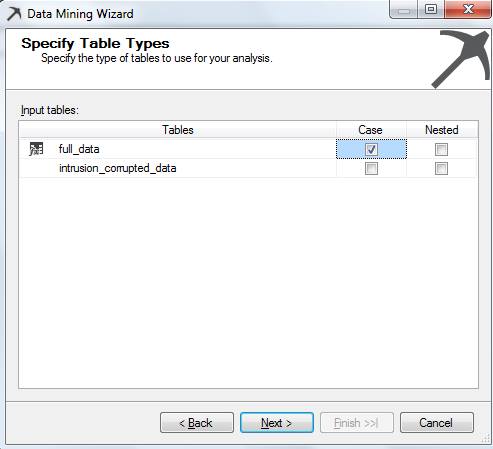 Data Mining Wizard
Specify Table Types
Specify the type of tables to use for your analysis.
Input tables:
Tables Case Nested
full_data
intrusion_corrupted_data
< Back Next > Finish >>| Cancel